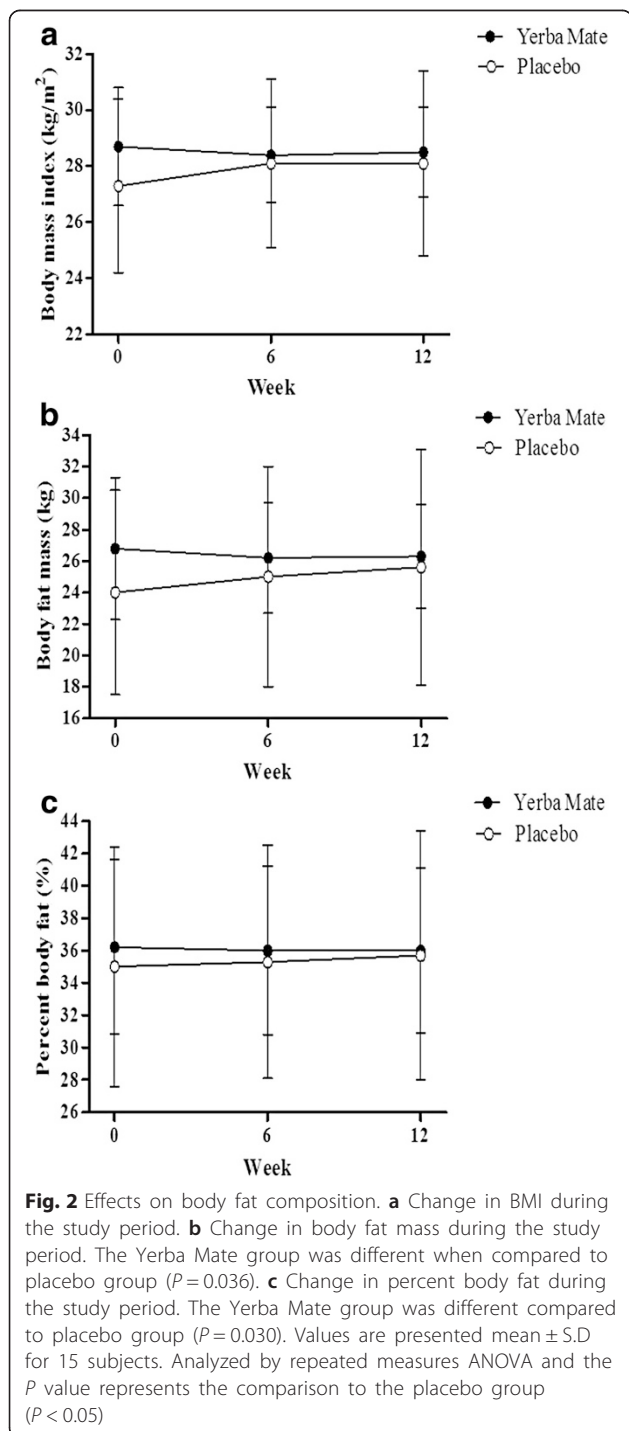 a
Yerba Mate
Placebo
Body mass index (kg/m²)
32
30
28
26
24
22
0 6 12
Week
b
Yerba Mate
Placebo
Body fat mass (kg)
34
32
30
28
26
24
22
20
18
16
0 6 12
Week
c
Yerba Mate
Placebo
Percent body fat (%)
44
42
40
38
36
34
32
30
28
26
0 6 12
Week
Fig. 2 Effects on body fat composition. a Change in BMI during
the study period. b Change in body fat mass during the study
period. The Yerba Mate group was different when compared to
placebo group (P = 0.036). c Change in percent body fat during
the study period. The Yerba Mate group was different compared
to placebo group (P = 0.030). Values are presented mean ± S.D
for 15 subjects. Analyzed by repeated measures ANOVA and the
P value represents the comparison to the placebo group
(P < 0.05)